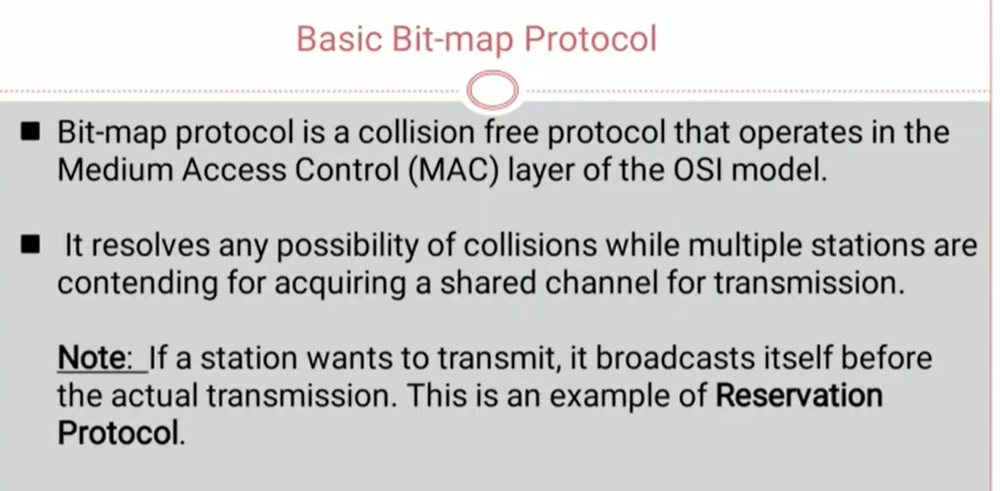 Basic Bit-map Protocol
■ Bit-map protocol is a collision free protocol that operates in the
Medium Access Control (MAC) layer of the OSI model.
■ It resolves any possibility of collisions while multiple stations are
contending for acquiring a shared channel for transmission.
Note: If a station wants to transmit, it broadcasts itself before
the actual transmission. This is an example of Reservation
Protocol.